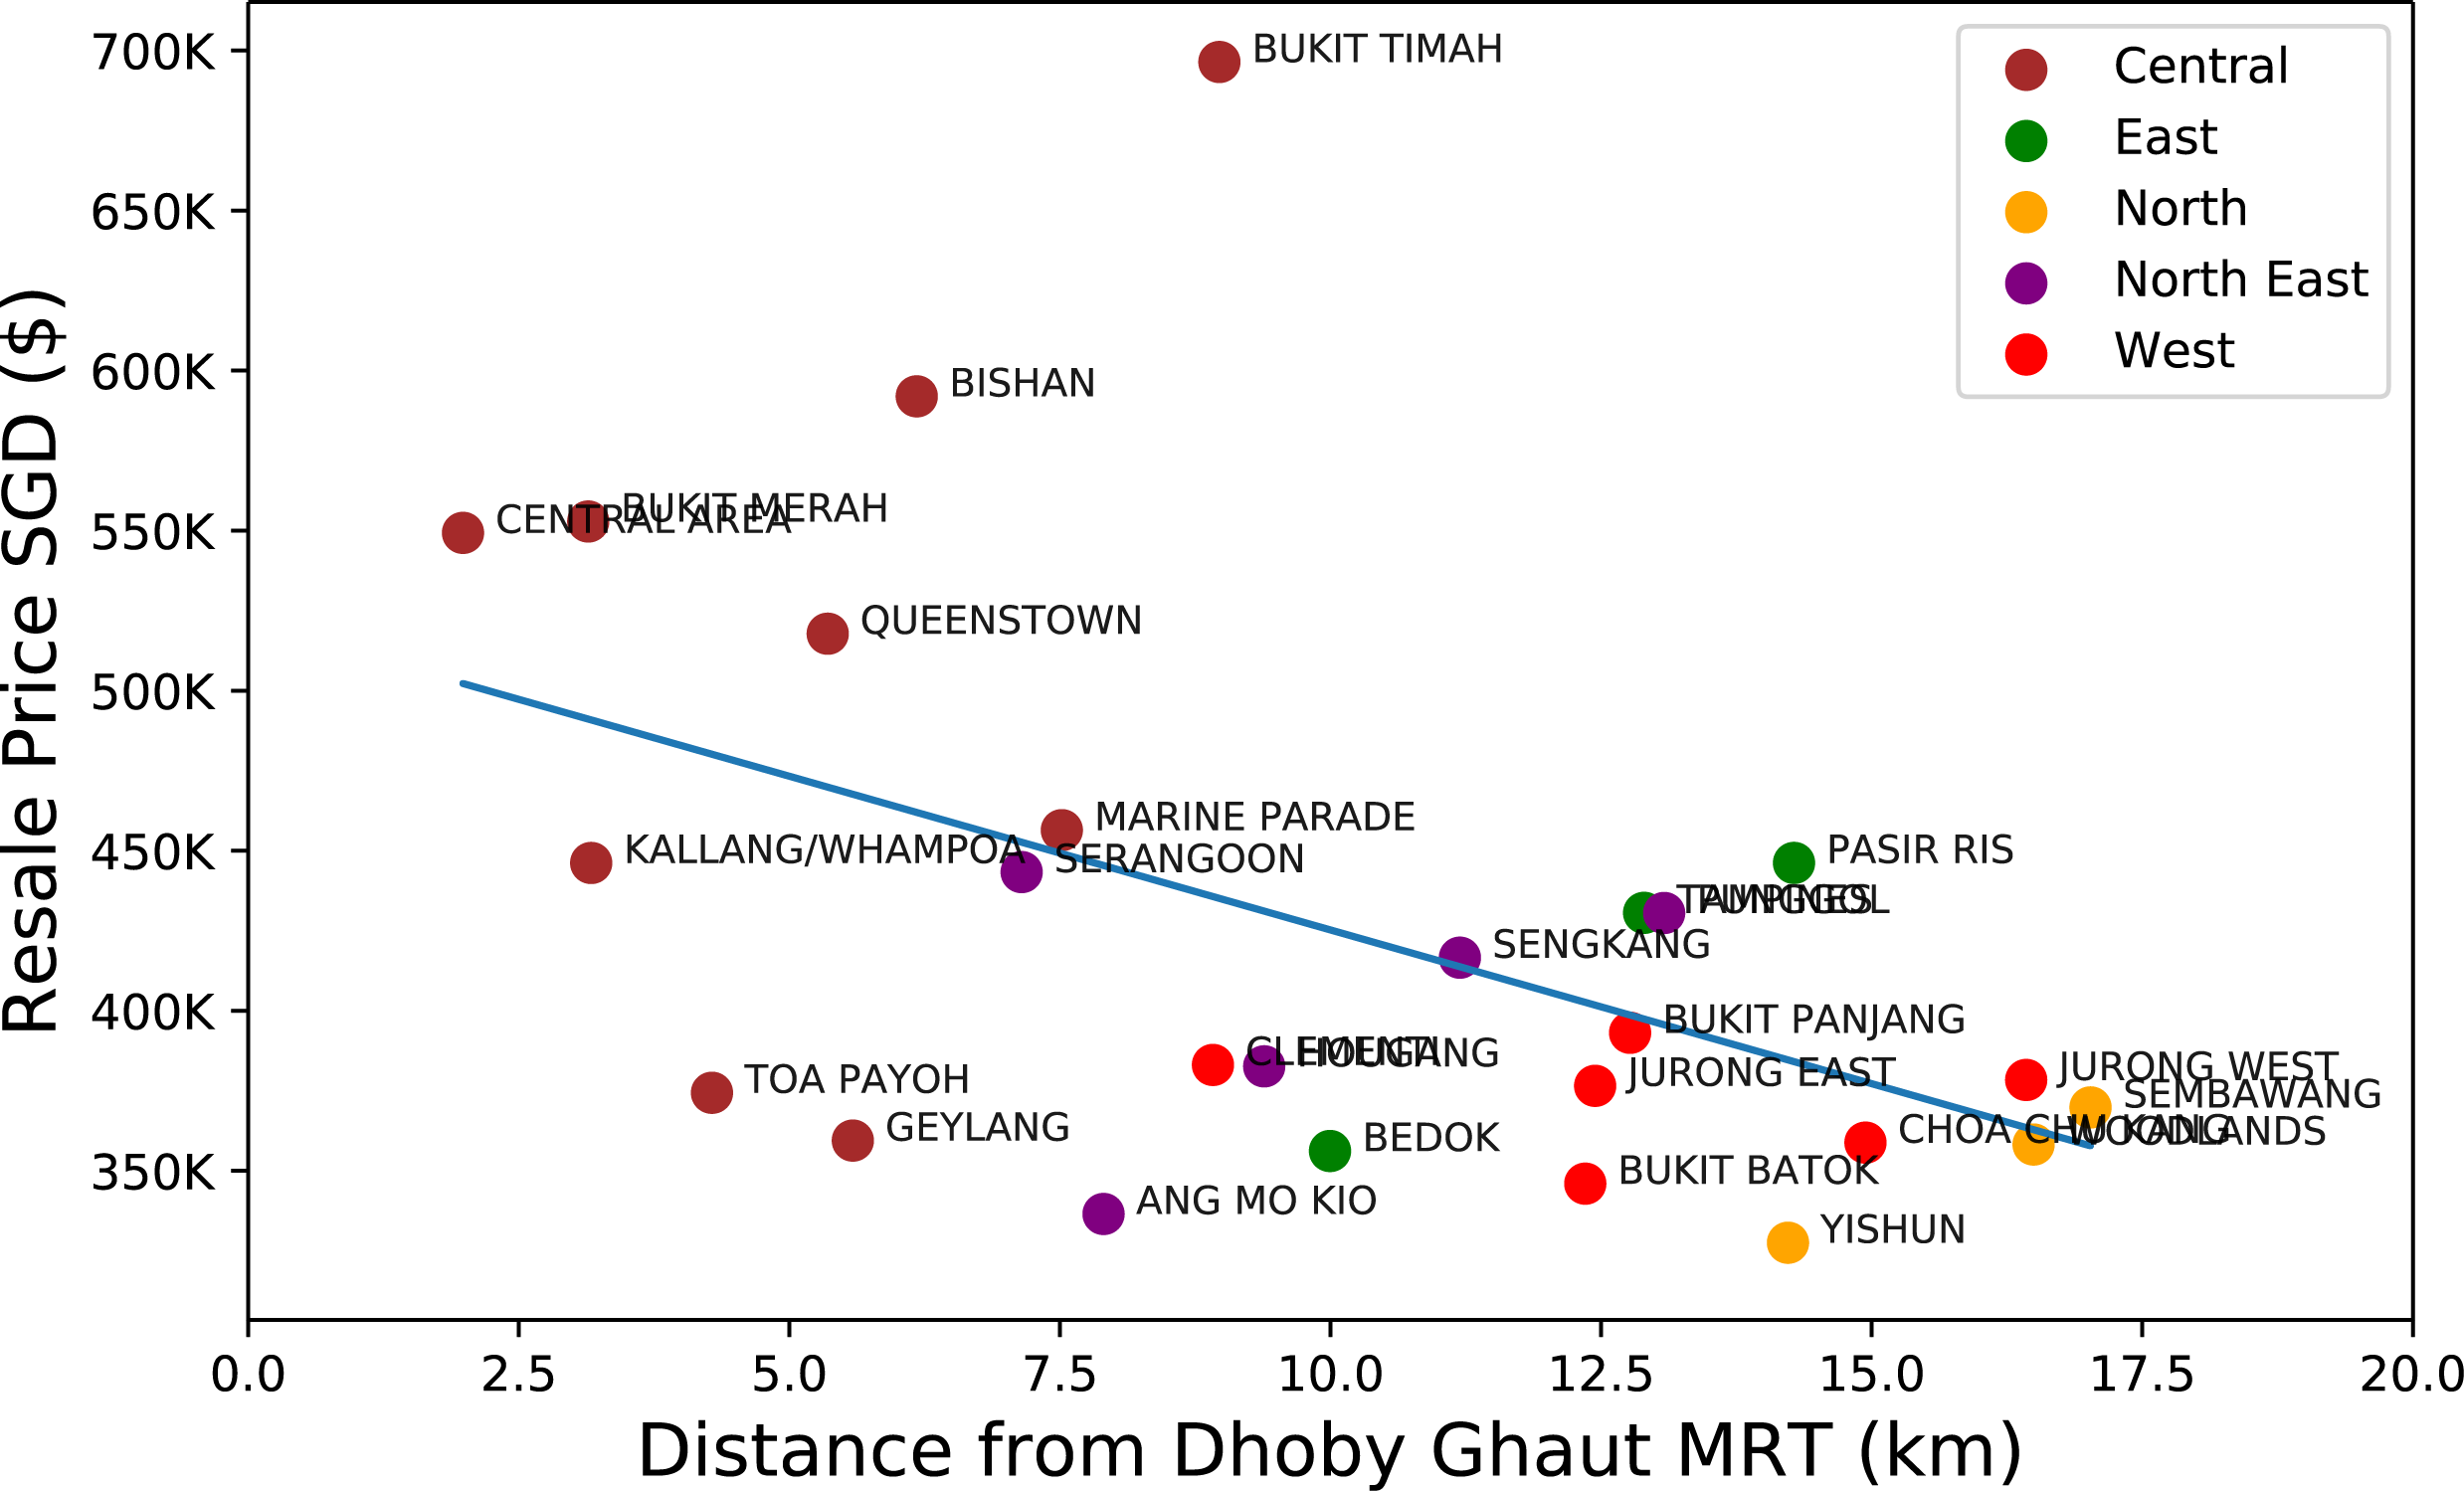 700K
650K
600K
550K
500K
450K
400K
350K
Resale Price SGD ($)
BUKIT TIMAH
BISHAN
BUKIT MERAH
CENTRAL AREA
QUEENSTOWN
MARINE PARADE
KALLANG/WHAMPOA
SERANGOON
PASIR RIS
TAMPINES
PUNGGOL
SENGKANG
BUKIT PANJANG
CLEMENTI
HOUGANG
JURONG EAST
JURONG WEST
TOA PAYOH
SEMBAWANG
GEYLANG
CHOA CHU KANG
WOODLANDS
BEDOK
BUKIT BATOK
ANG MO KIO
YISHUN
Central
East
North
North East
West
0.0
2.5
5.0
7.5
10.0
12.5
15.0
17.5
20.0
Distance from Dhoby Ghaut MRT (km)